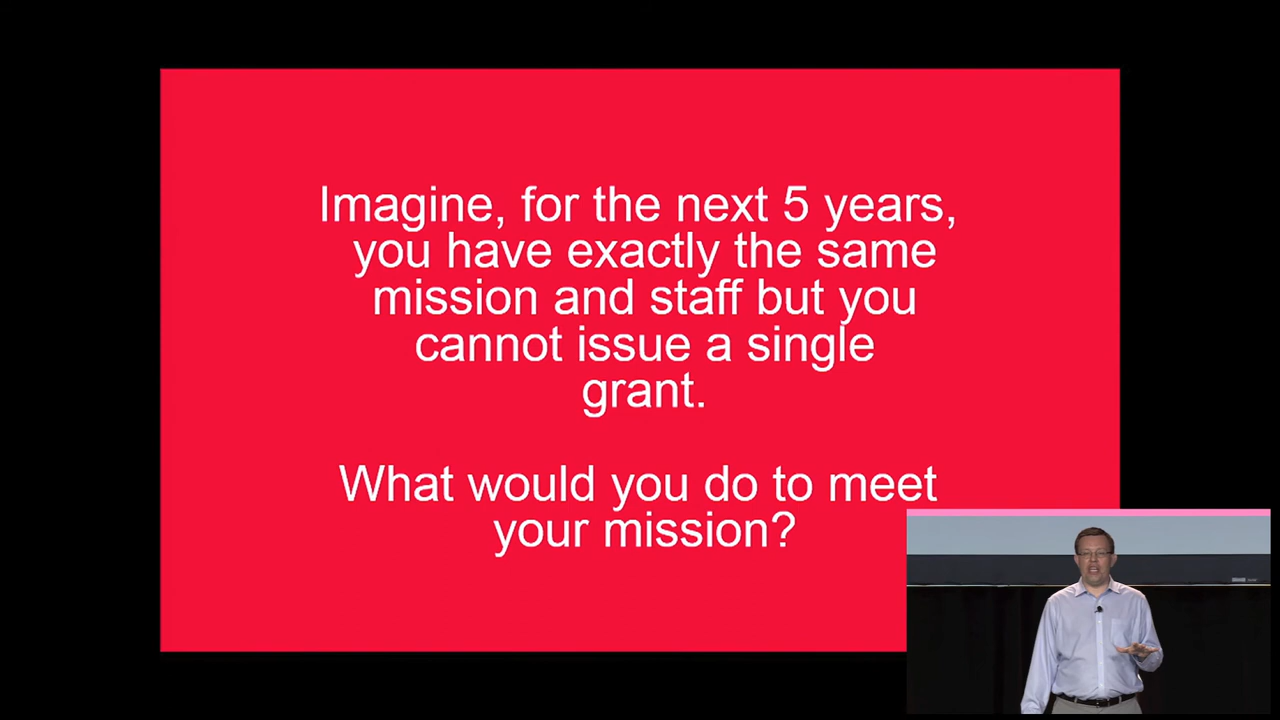 Imagine, for the next 5 years,
you have exactly the same
mission and staff but you
cannot issue a single
grant.
What would you do to meet
your mission?